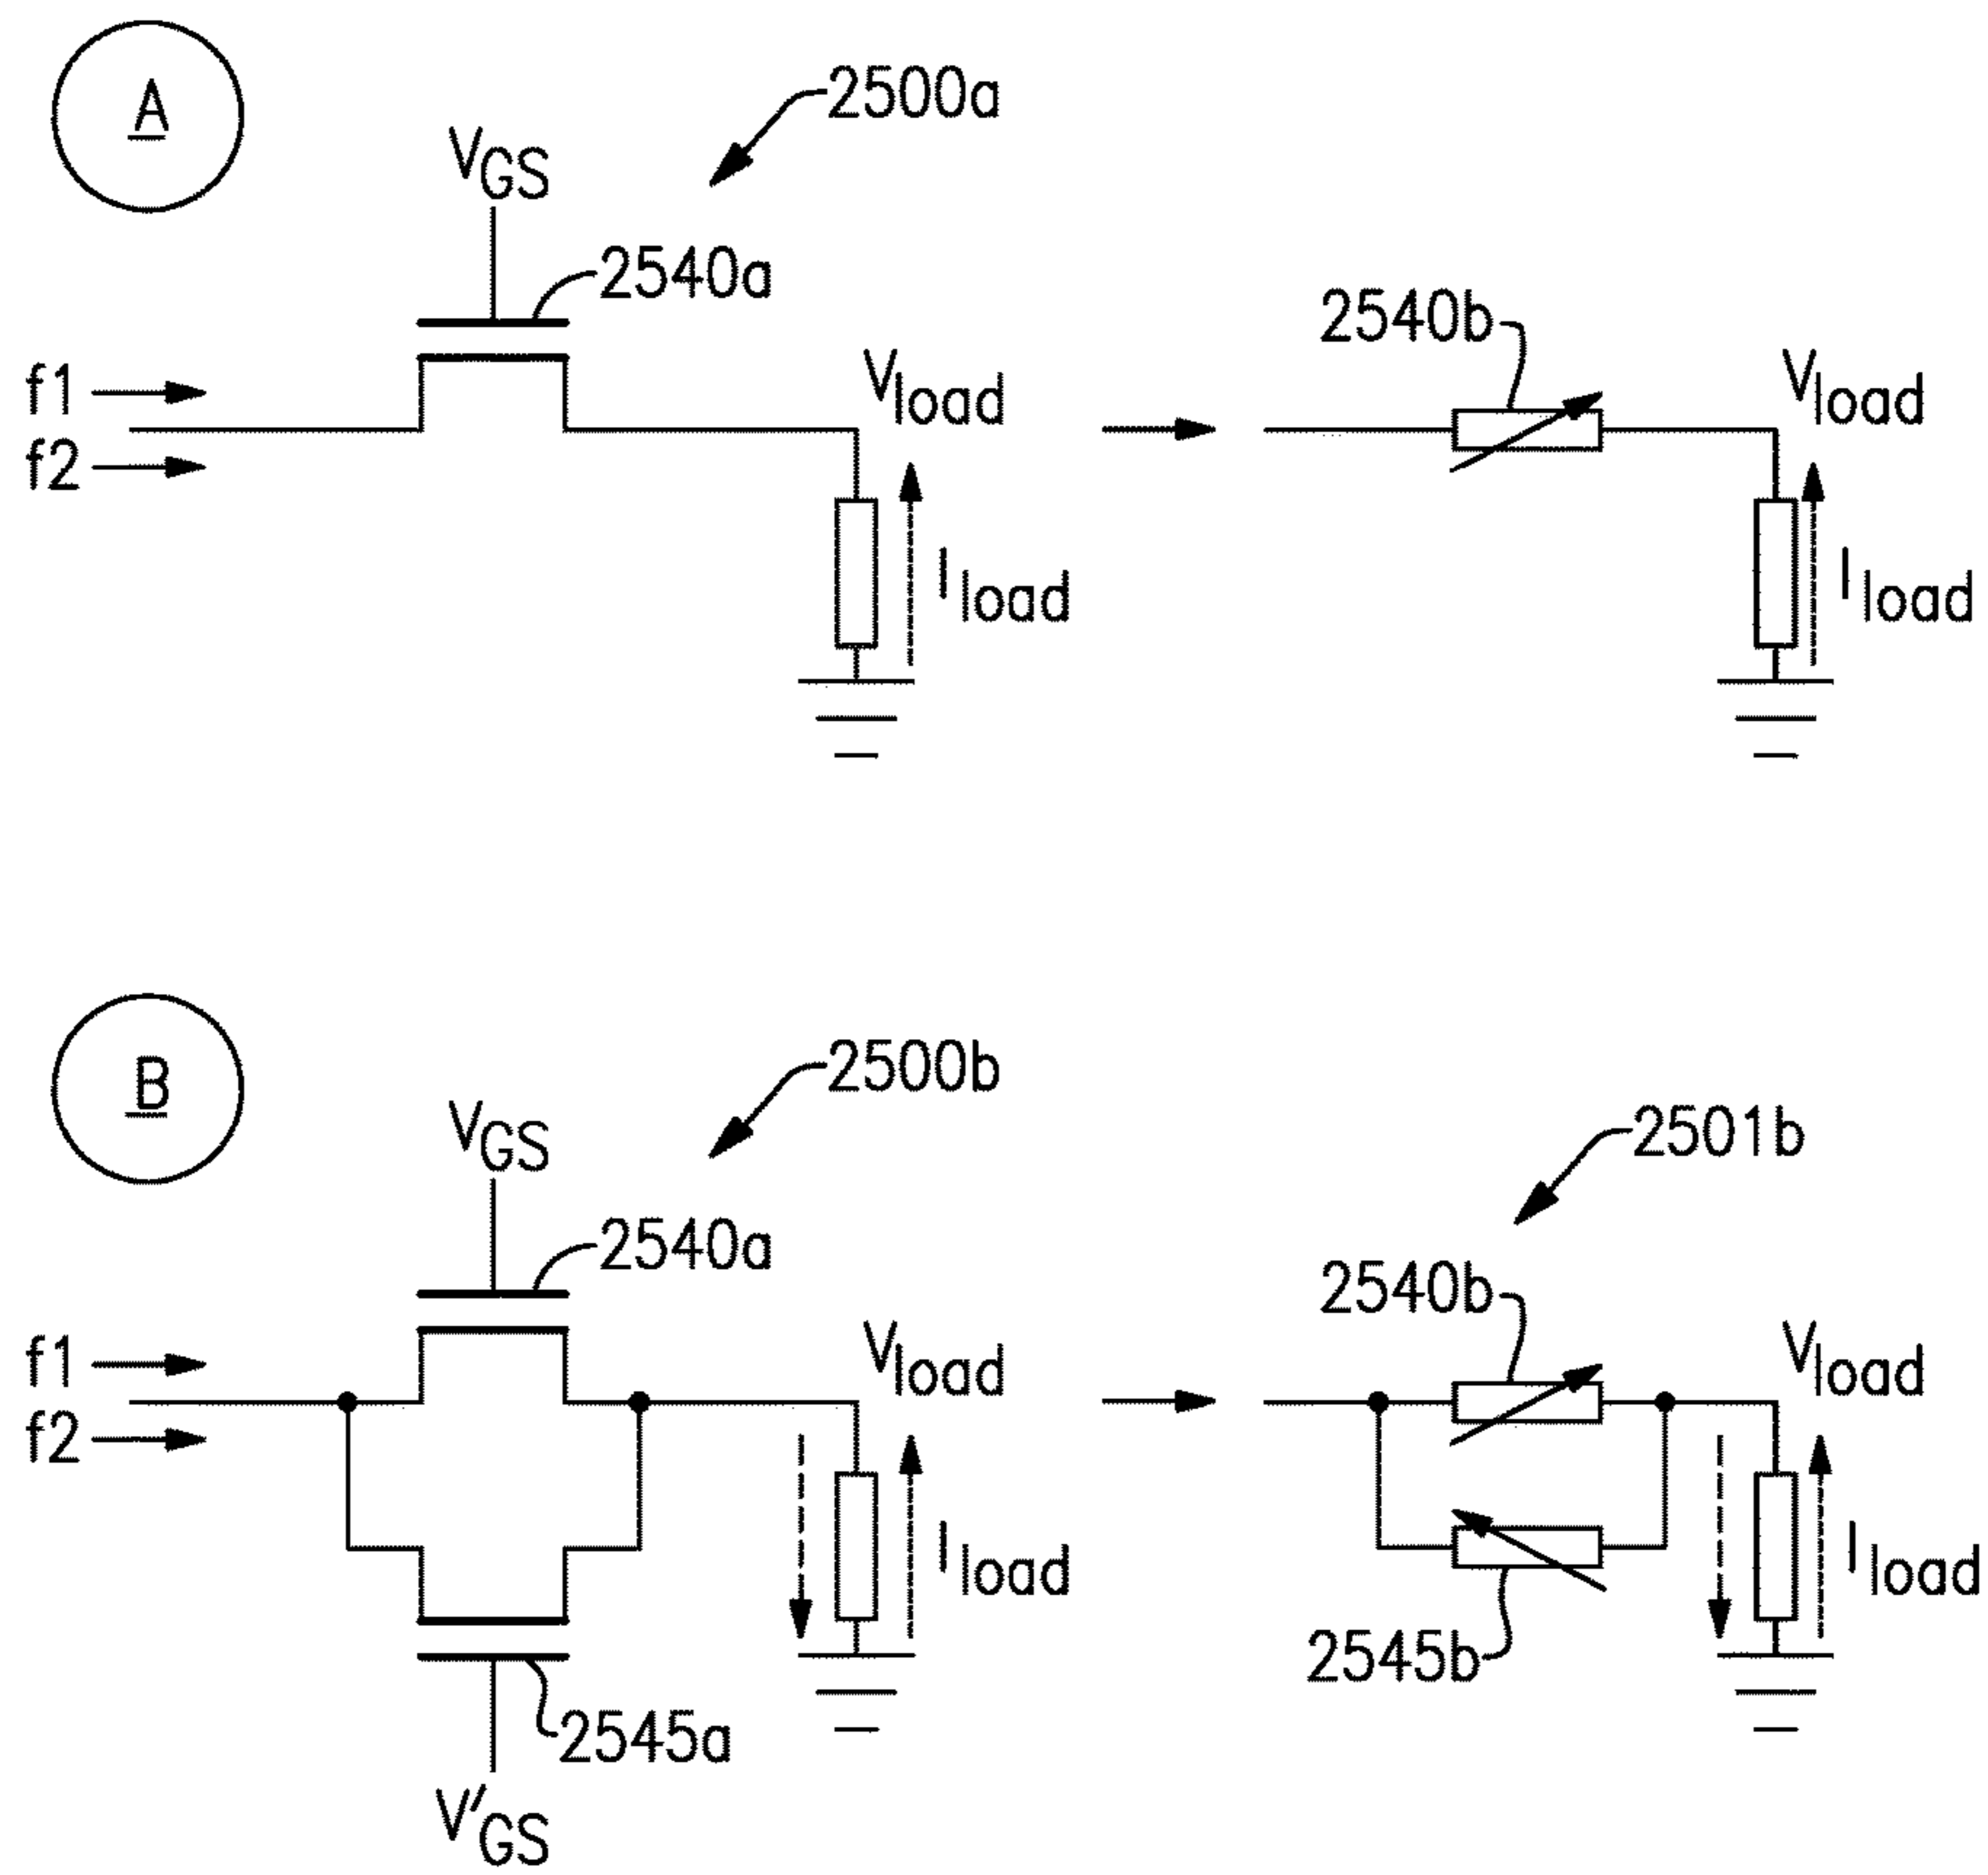 A
2500a
VGS
2540a
2540b
f1
Vload
Vload
f2
Iload
Iload
B
2500b
VGS
2501b
2540a
2540b
f1
Vload
Vload
f2
Iload
Iload
2545b
2545a
V'GS